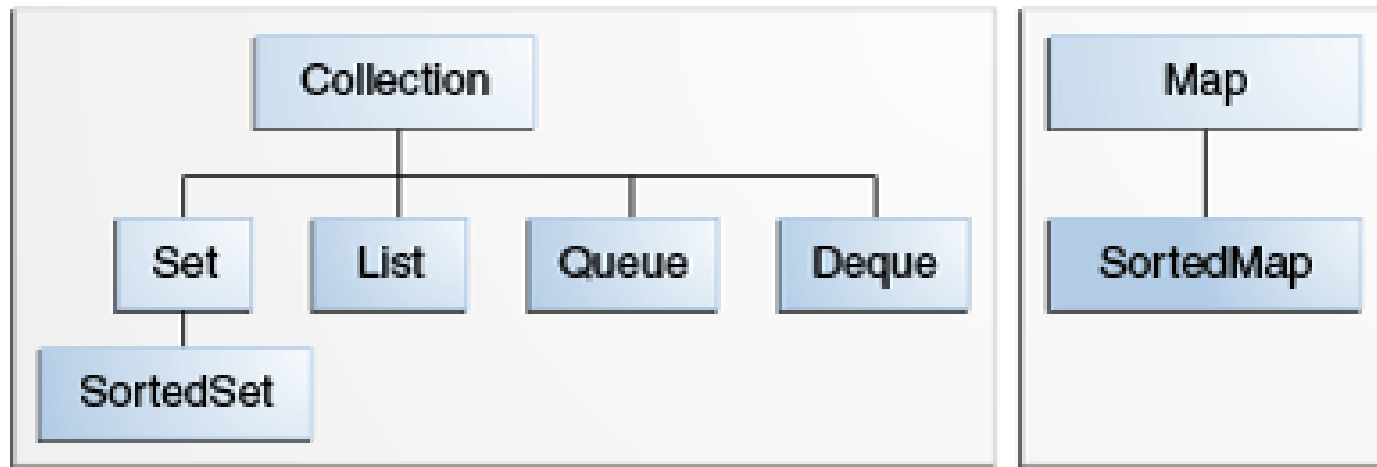 Collection
Map
Set
List
Queue
Deque
SortedMap
SortedSet